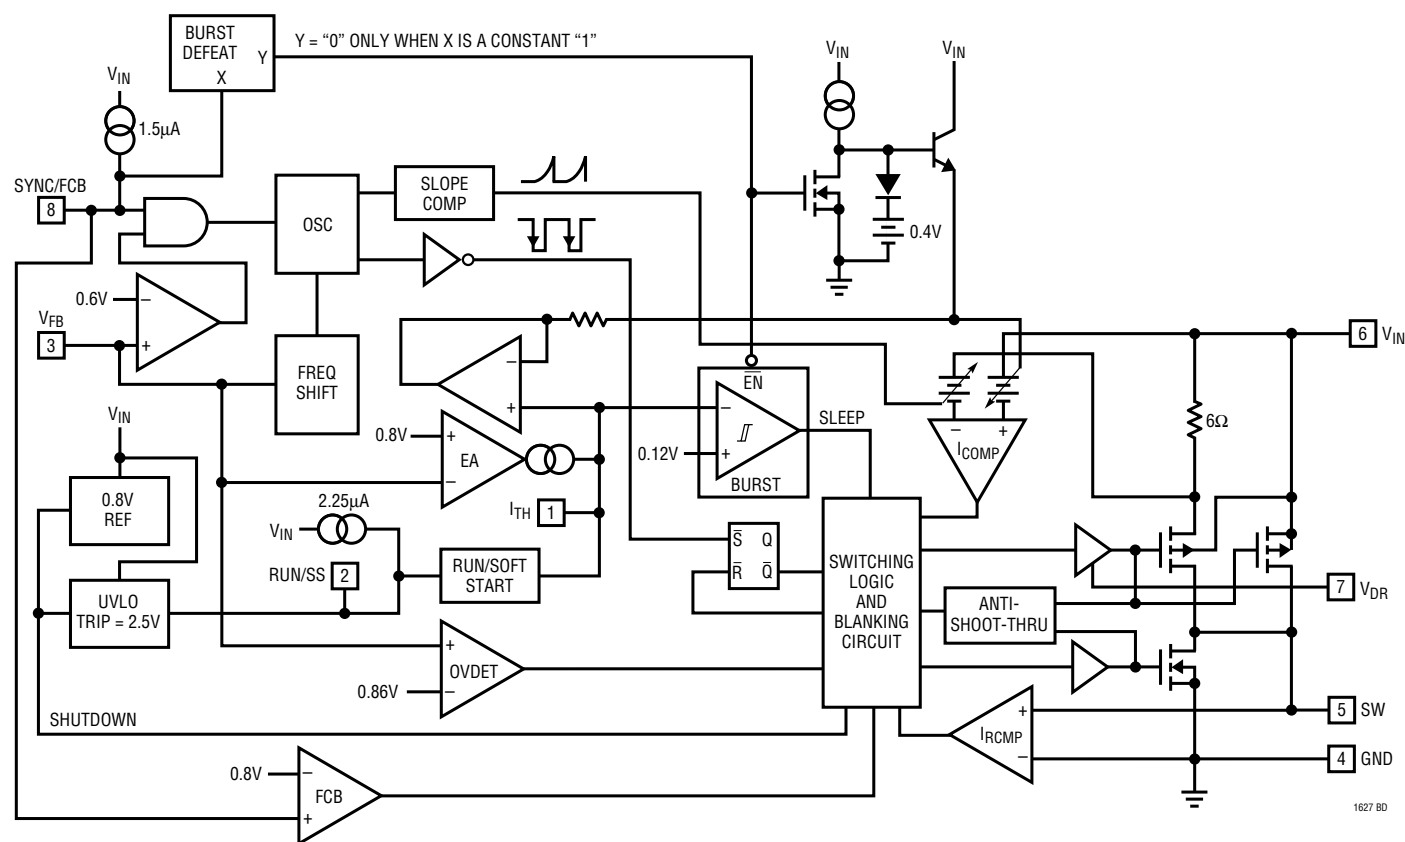 BURST
DEFEAT
Y
X
Y = “0” ONLY WHEN X IS A CONSTANT “1”
VIN
1.5µA
SYNC/FCB
8
OSC
SLOPE
COMP
VIN
VIN
0.4V
0.6V
−
+
VFB
3
FREQ
SHIFT
VIN
0.8V
REF
UVLO
TRIP = 2.5V
−
+
0.8V
+
EA
−
2.25µA
VIN
RUN/SS
2
ITH
1
RUN/SOFT
START
EN
−
0.12V
+
BURST
SLEEP
− +
ICOMP
6
VIN
6Ω
S Q
R Q
SWITCHING
LOGIC
AND
BLANKING
CIRCUIT
ANTI-
SHOOT-THRU
7
VDR
+
OVDET
0.86V
−
SHUTDOWN
0.8V
−
FCB
+
+
IRCMP
−
5
SW
4
GND
1627 BD